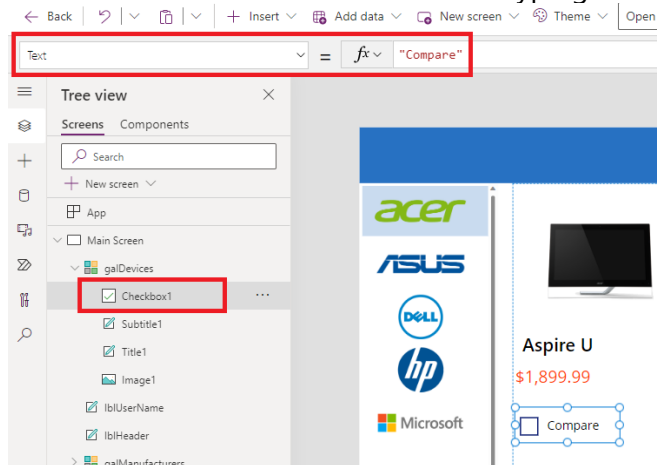 Back
Insert
Add data
New screen
Theme
Open
Text
=
fx
"Compare"
Tree view
Screens
Components
Search
New screen
App
Main Screen
galDevices
Checkbox1
Subtitle1
Title1
Image1
lblUserName
lblHeader
galManufacturers
acer
ASUS
DELL
hp
Microsoft
Aspire U
$1,899.99
Compare